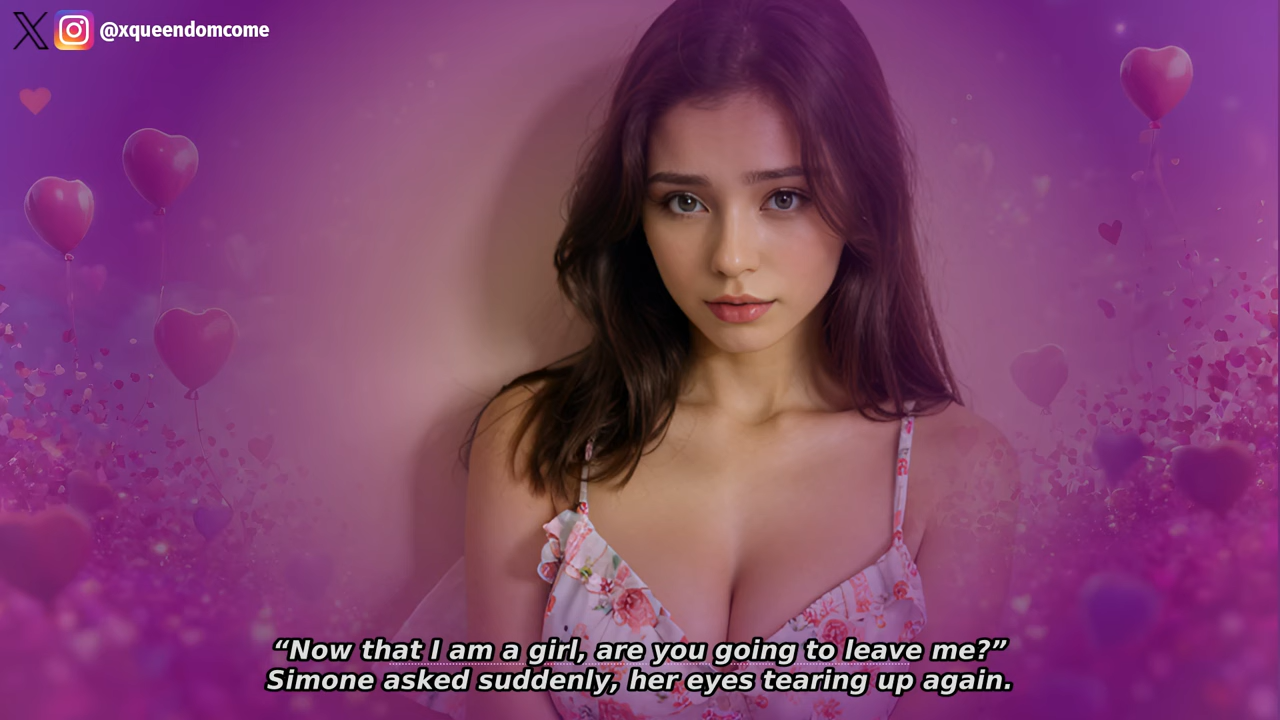 @xqueendomcome
“Now that I am a girl, are you going to leave me?”
Simone asked suddenly, her eyes tearing up again.